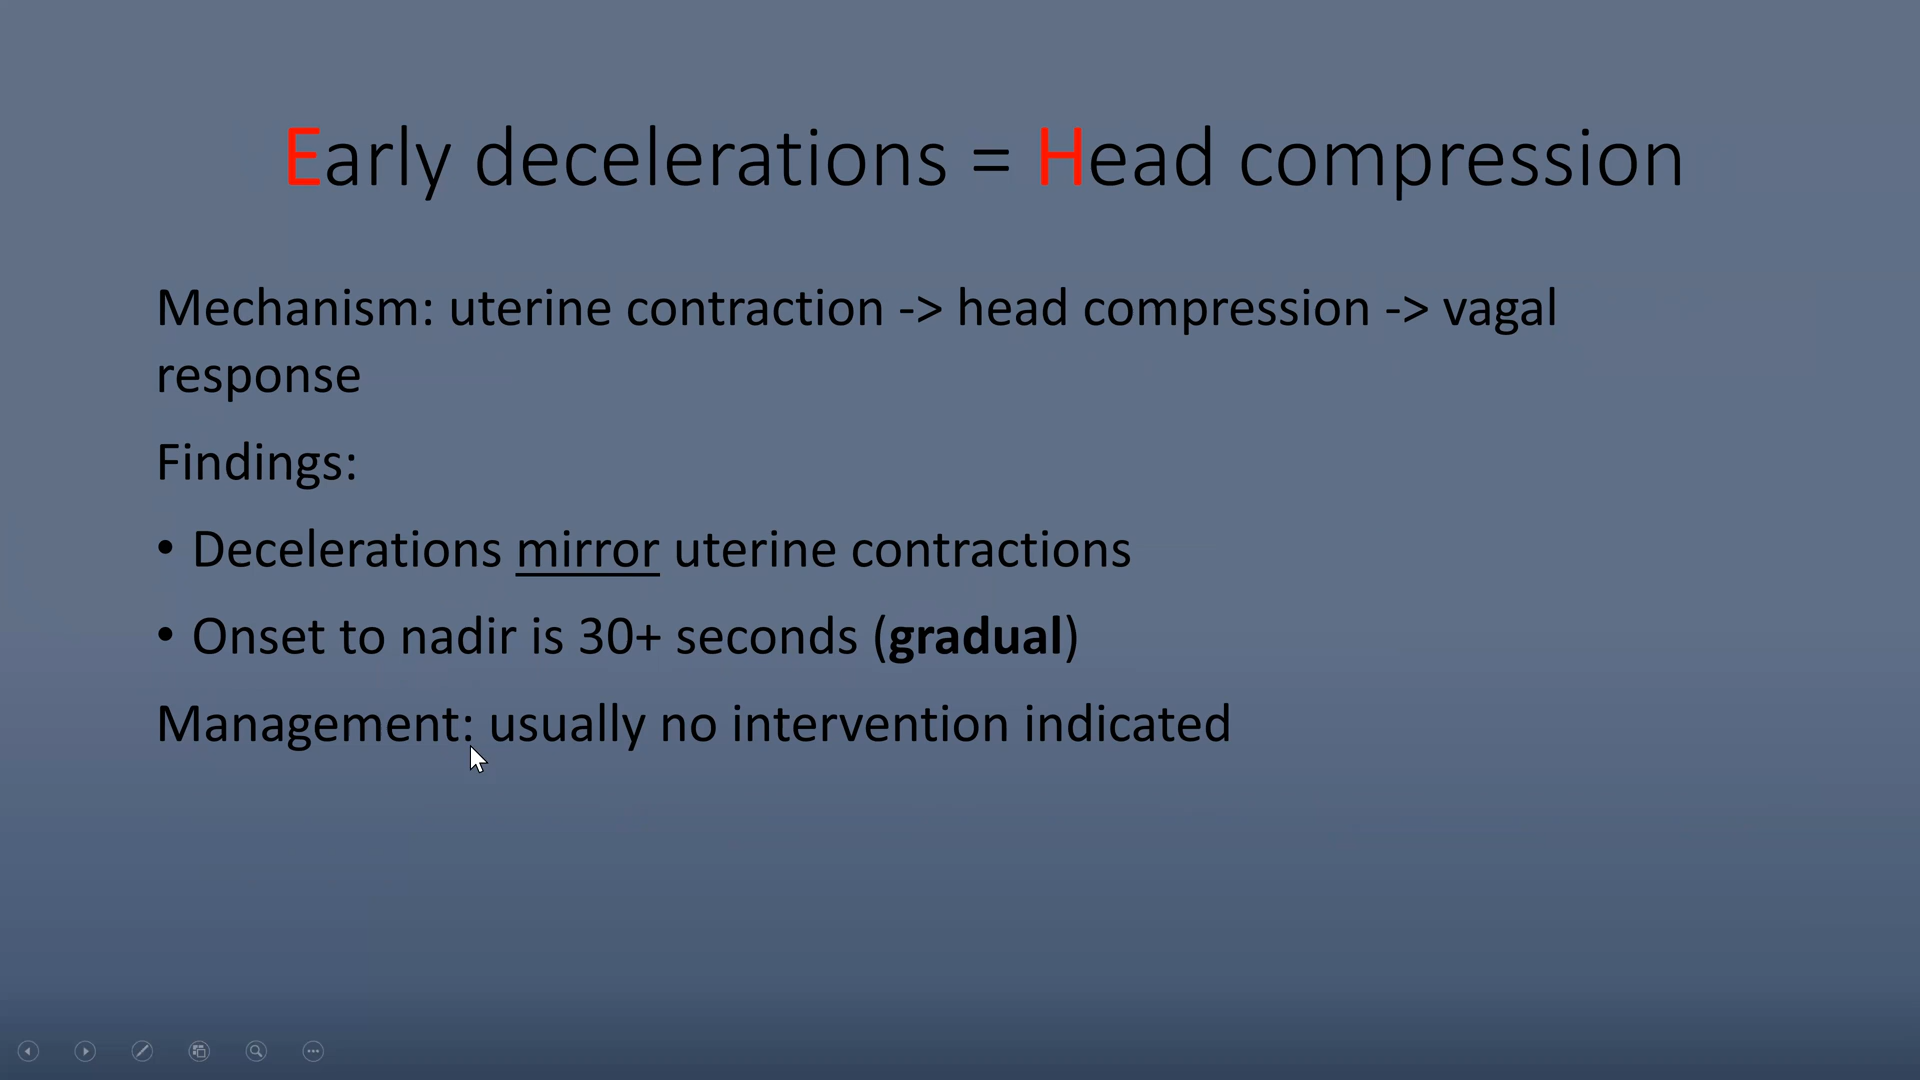 Early decelerations = Head compression
Mechanism: uterine contraction -> head compression -> vagal
response
Findings:
• Decelerations mirror uterine contractions
• Onset to nadir is 30+ seconds (gradual)
Management: usually no intervention indicated